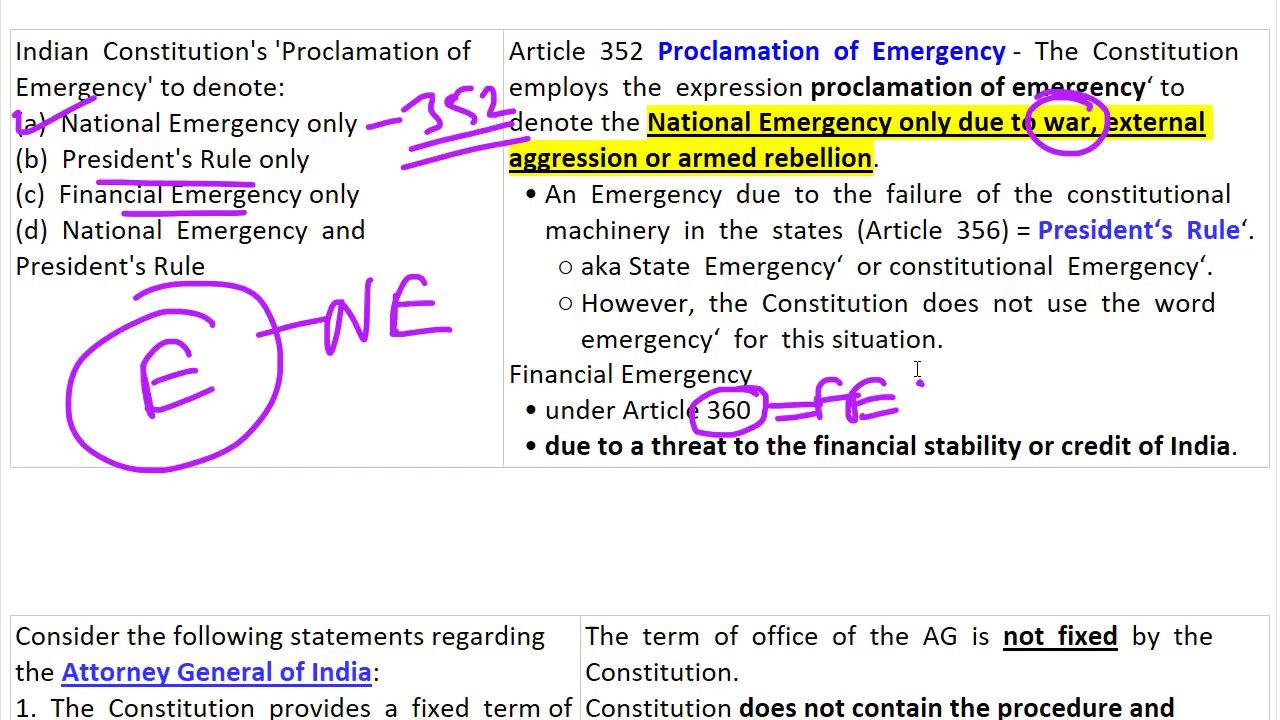 Indian Constitution's 'Proclamation of
Emergency' to denote:
(a) National Emergency only
352
(b) President's Rule only
(c) Financial Emergency only
(d) National Emergency and
President's Rule
E
NE
Article 352 Proclamation of Emergency - The Constitution
employs the expression proclamation of emergency‘ to
denote the National Emergency only due to war, external
aggression or armed rebellion.
• An Emergency due to the failure of the constitutional
machinery in the states (Article 356) = President‘s Rule‘.
○ aka State Emergency‘ or constitutional Emergency‘.
○ However, the Constitution does not use the word
emergency‘ for this situation.
Financial Emergency
• under Article 360
FE
• due to a threat to the financial stability or credit of India.
Consider the following statements regarding
the Attorney General of India:
1. The Constitution provides a fixed term of
The term of office of the AG is not fixed by the
Constitution.
Constitution does not contain the procedure and